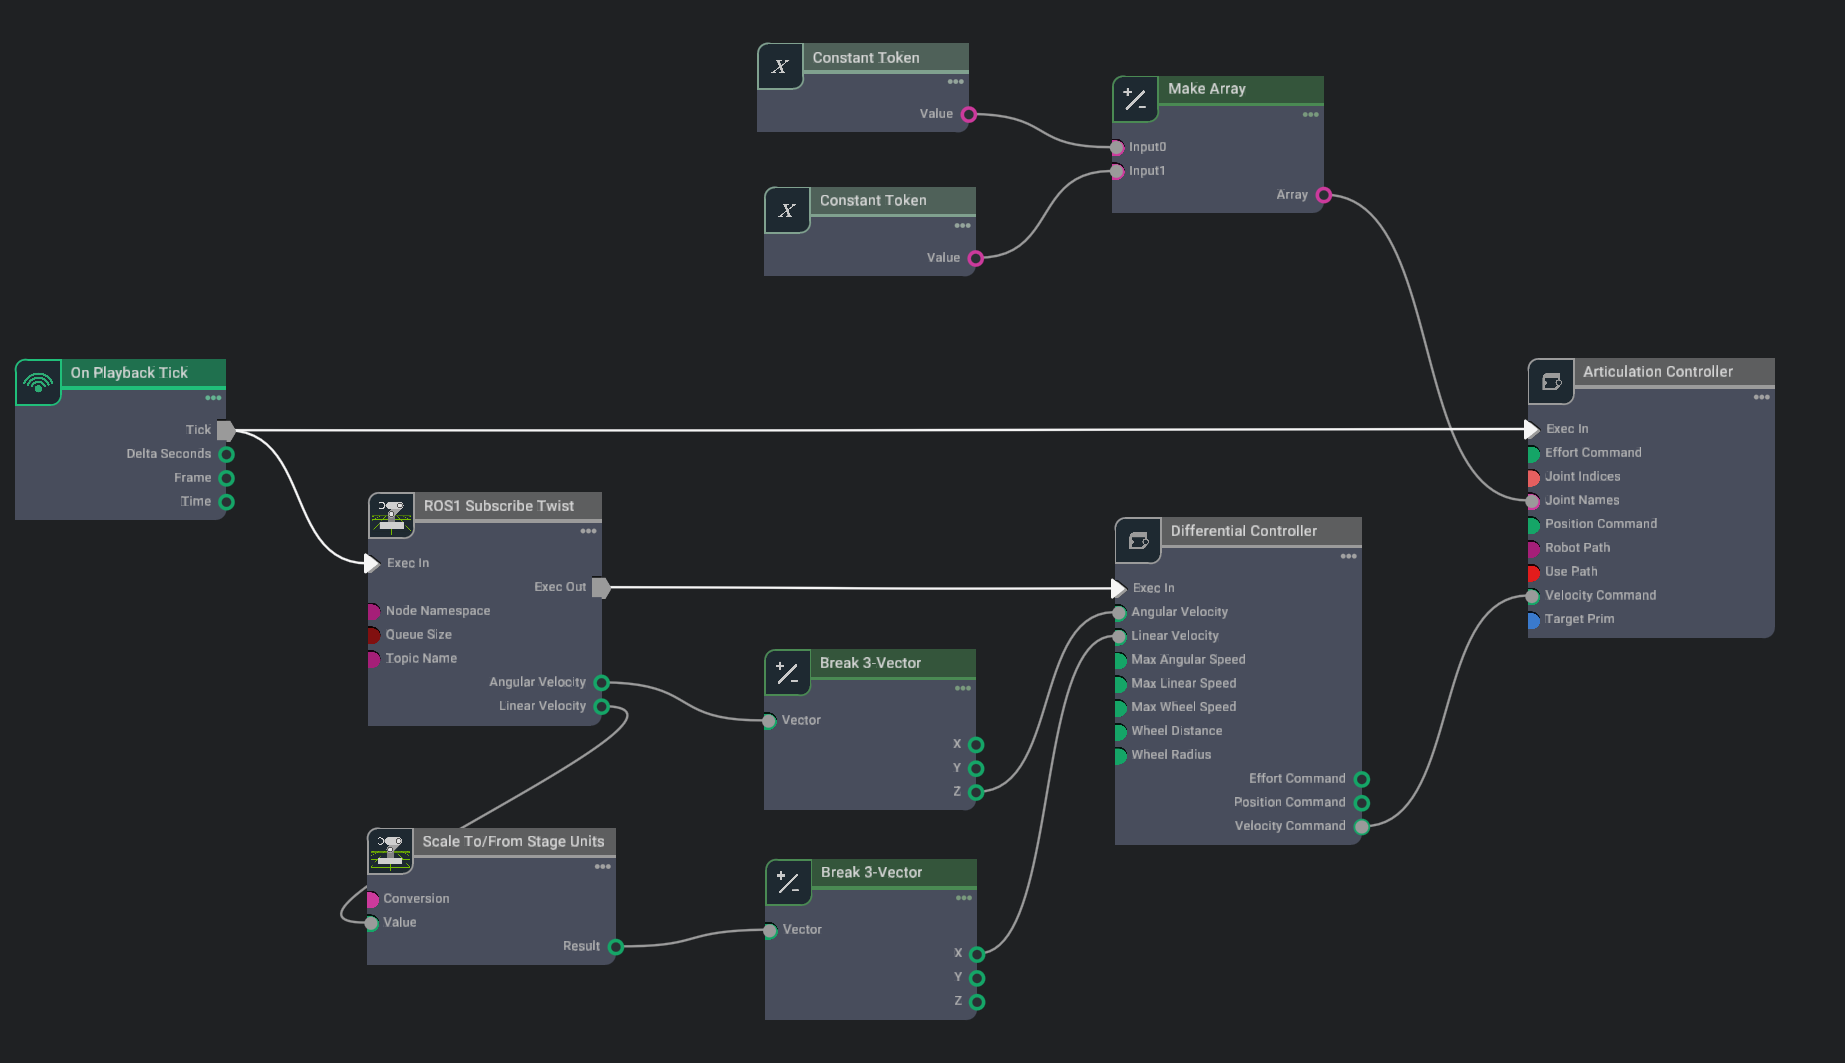 Constant Token
Value
Make Array
Input0
Input1
Array
Constant Token
Value
On Playback Tick
Tick
Delta Seconds
Frame
Time
ROS1 Subscribe Twist
Exec In
Exec Out
Node Namespace
Queue Size
Topic Name
Angular Velocity
Linear Velocity
Scale To/From Stage Units
Conversion
Value
Result
Break 3-Vector
Vector
X
Y
Z
Break 3-Vector
Vector
X
Y
Z
Differential Controller
Exec In
Angular Velocity
Linear Velocity
Max Angular Speed
Max Linear Speed
Max Wheel Speed
Wheel Distance
Wheel Radius
Effort Command
Position Command
Velocity Command
Articulation Controller
Exec In
Effort Command
Joint Indices
Joint Names
Position Command
Robot Path
Use Path
Velocity Command
Target Prim